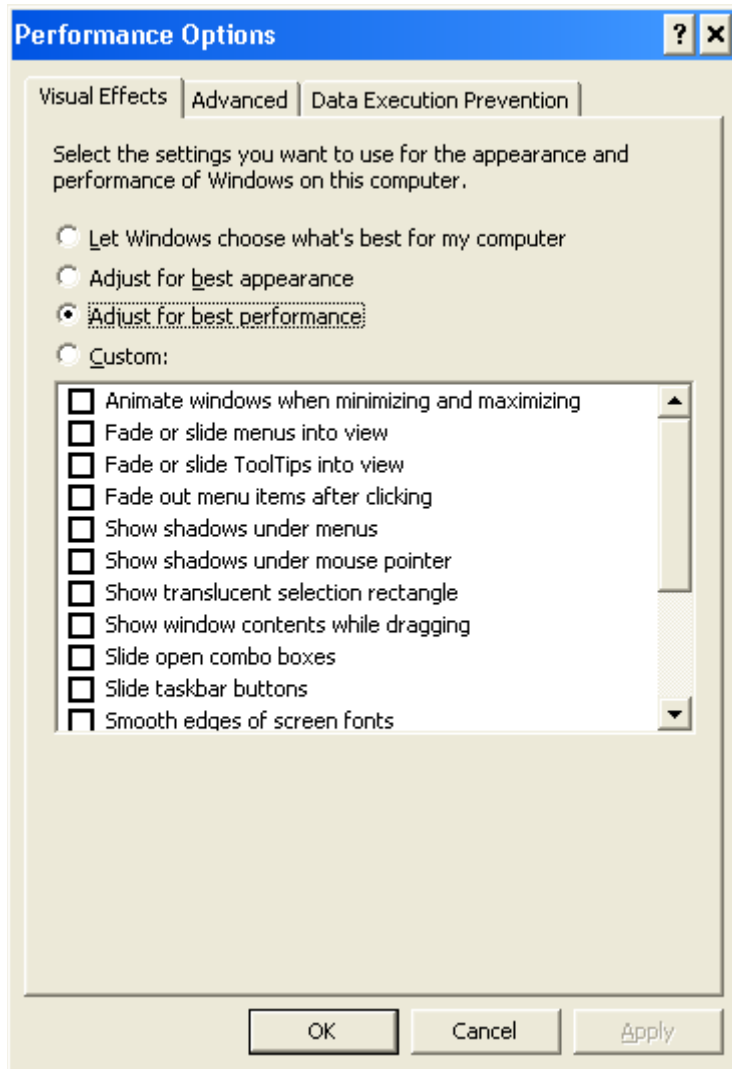 Performance Options
Visual Effects Advanced Data Execution Prevention
Select the settings you want to use for the appearance and
performance of Windows on this computer.
Let Windows choose what's best for my computer
Adjust for best appearance
Adjust for best performance
Custom:
Animate windows when minimizing and maximizing
Fade or slide menus into view
Fade or slide ToolTips into view
Fade out menu items after clicking
Show shadows under menus
Show shadows under mouse pointer
Show translucent selection rectangle
Show window contents while dragging
Slide open combo boxes
Slide taskbar buttons
Smooth edges of screen fonts
OK Cancel Apply